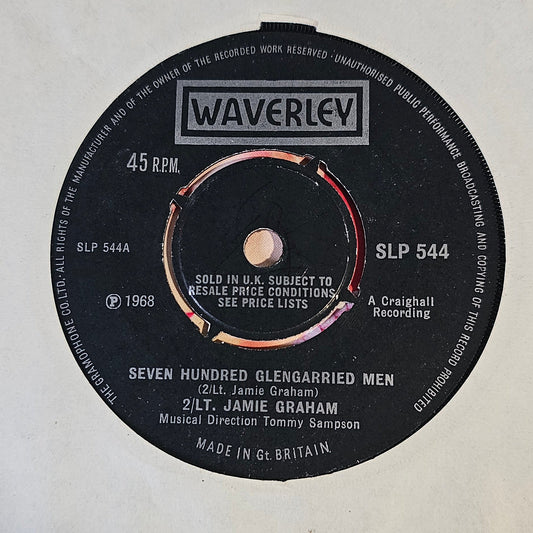 THE GRAMOPHONE CO. LTD. · ALL RIGHTS OF THE MANUFACTURER AND OF THE OWNER OF THE RECORDED WORK RESERVED · UNAUTHORISED PUBLIC PERFORMANCE BROADCASTING AND COPYING OF THIS RECORD PROHIBITED
WAVERLEY
45 R.P.M.
SLP 544A
SLP 544
SOLD IN U.K. SUBJECT TO
RESALE PRICE CONDITIONS,
SEE PRICE LISTS
Ⓟ 1968
A Craighall
Recording
SEVEN HUNDRED GLENGARRIED MEN
(2/Lt. Jamie Graham)
2/LT. JAMIE GRAHAM
Musical Direction Tommy Sampson
MADE IN Gt. BRITAIN.